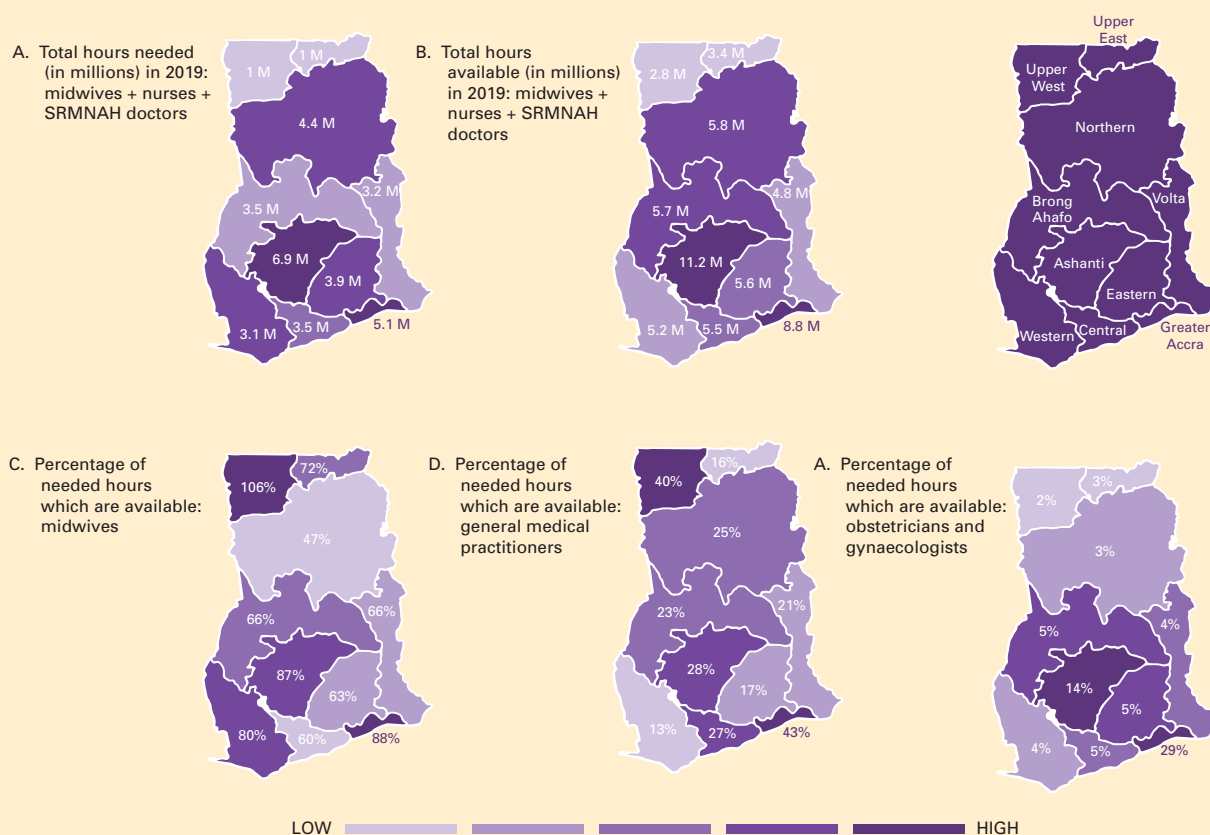 A. Total hours needed
(in millions) in 2019:
midwives + nurses +
SRMNAH doctors
1 M
1 M
4.4 M
3.2 M
3.5 M
6.9 M
3.9 M
3.1 M
3.5 M
5.1 M
B. Total hours
available (in millions)
in 2019: midwives +
nurses + SRMNAH
doctors
3.4 M
2.8 M
5.8 M
4.8 M
5.7 M
11.2 M
5.6 M
5.2 M
5.5 M
8.8 M
Upper
East
Upper
West
Northern
Volta
Brong
Ahafo
Ashanti
Eastern
Western
Central
Greater
Accra
C. Percentage of
needed hours
which are available:
midwives
72%
106%
47%
66%
66%
87%
63%
80%
60%
88%
D. Percentage of
needed hours
which are available:
general medical
practitioners
16%
40%
25%
21%
23%
28%
17%
13%
27%
43%
A. Percentage of
needed hours
which are available:
obstetricians and
gynaecologists
3%
2%
3%
4%
5%
14%
5%
4%
5%
29%
LOW
HIGH